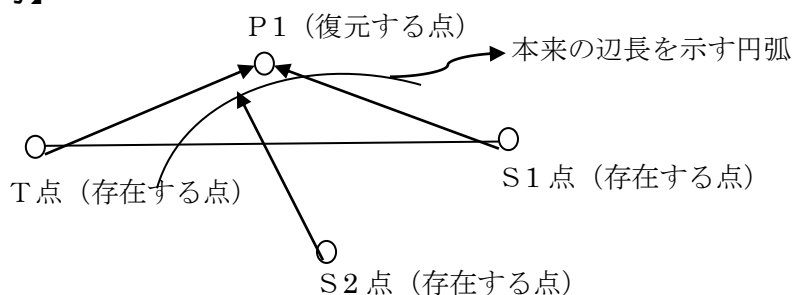 P1（復元する点）
本来の辺長を示す円弧
T点（存在する点）
S1点（存在する点）
S2点（存在する点）